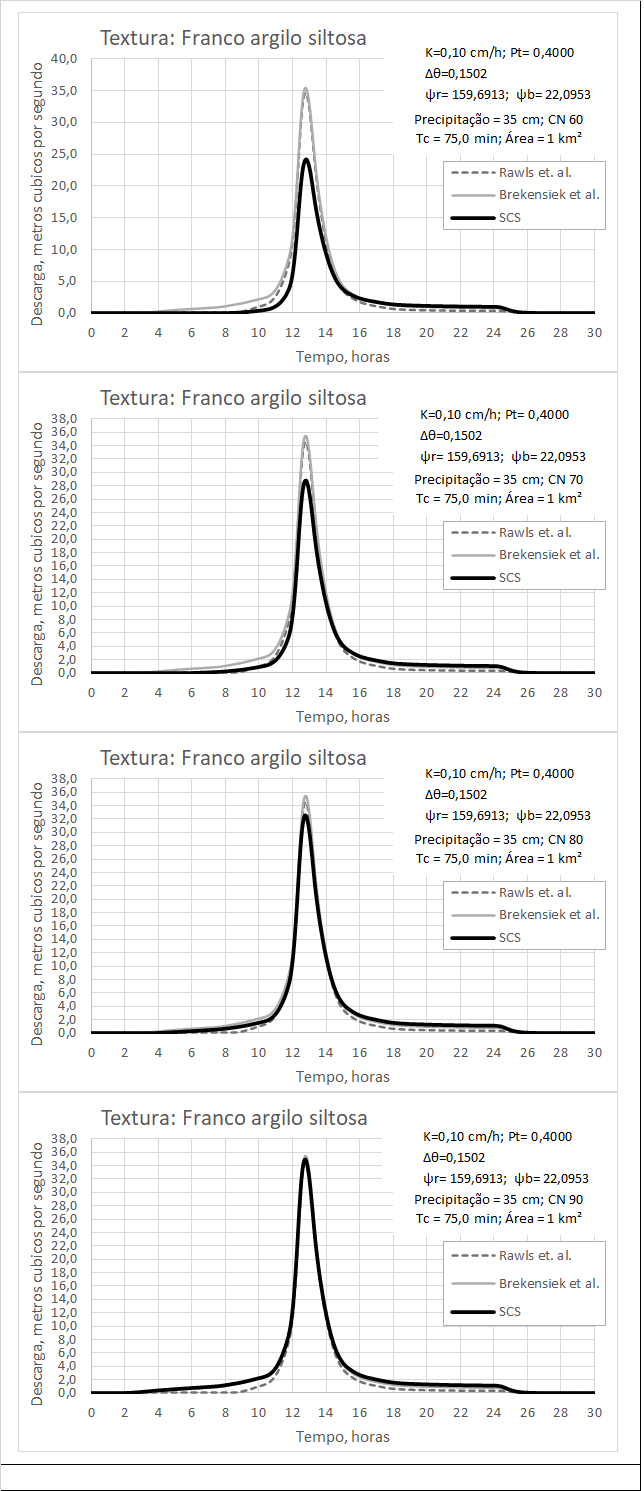 Textura: Franco argilo siltosa
K=0,10 cm/h; Pt= 0,4000
Δθ=0,1502
ψr= 159,6913; ψb= 22,0953
Precipitação = 35 cm; CN 60
Tc = 75,0 min; Área = 1 km²
Rawls et. al.
Brekensiek et al.
SCS
Descarga, metros cubicos por segundo
40,0
35,0
30,0
25,0
20,0
15,0
10,0
5,0
0,0
0 2 4 6 8 10 12 14 16 18 20 22 24 26 28 30
Tempo, horas
Textura: Franco argilo siltosa
K=0,10 cm/h; Pt= 0,4000
Δθ=0,1502
ψr= 159,6913; ψb= 22,0953
Precipitação = 35 cm; CN 70
Tc = 75,0 min; Área = 1 km²
Rawls et. al.
Brekensiek et al.
SCS
Descarga, metros cubicos por segundo
38,0
36,0
34,0
32,0
30,0
28,0
26,0
24,0
22,0
20,0
18,0
16,0
14,0
12,0
10,0
8,0
6,0
4,0
2,0
0,0
0 2 4 6 8 10 12 14 16 18 20 22 24 26 28 30
Tempo, horas
Textura: Franco argilo siltosa
K=0,10 cm/h; Pt= 0,4000
Δθ=0,1502
ψr= 159,6913; ψb= 22,0953
Precipitação = 35 cm; CN 80
Tc = 75,0 min; Área = 1 km²
Rawls et. al.
Brekensiek et al.
SCS
Descarga, metros cubicos por segundo
38,0
36,0
34,0
32,0
30,0
28,0
26,0
24,0
22,0
20,0
18,0
16,0
14,0
12,0
10,0
8,0
6,0
4,0
2,0
0,0
0 2 4 6 8 10 12 14 16 18 20 22 24 26 28 30
Tempo, horas
Textura: Franco argilo siltosa
K=0,10 cm/h; Pt= 0,4000
Δθ=0,1502
ψr= 159,6913; ψb= 22,0953
Precipitação = 35 cm; CN 90
Tc = 75,0 min; Área = 1 km²
Rawls et. al.
Brekensiek et al.
SCS
Descarga, metros cubicos por segundo
38,0
36,0
34,0
32,0
30,0
28,0
26,0
24,0
22,0
20,0
18,0
16,0
14,0
12,0
10,0
8,0
6,0
4,0
2,0
0,0
0 2 4 6 8 10 12 14 16 18 20 22 24 26 28 30
Tempo, horas